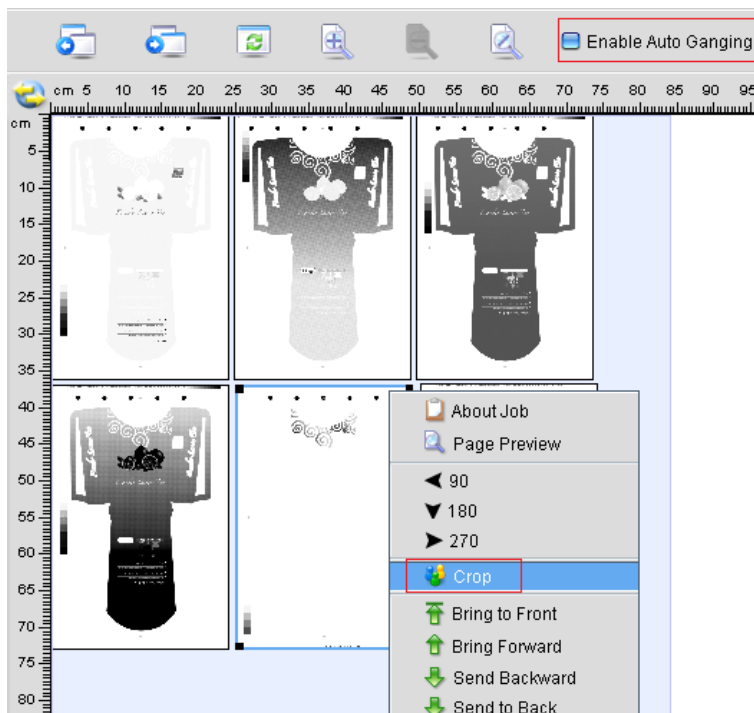 Enable Auto Ganging
cm 5 10 15 20 25 30 35 40 45 50 55 60 65 70 75 80 85 90 95
cm
5
10
15
20
25
30
35
40
45
50
55
60
65
70
75
80
About Job
Page Preview
90
180
270
Crop
Bring to Front
Bring Forward
Send Backward
Send to Back